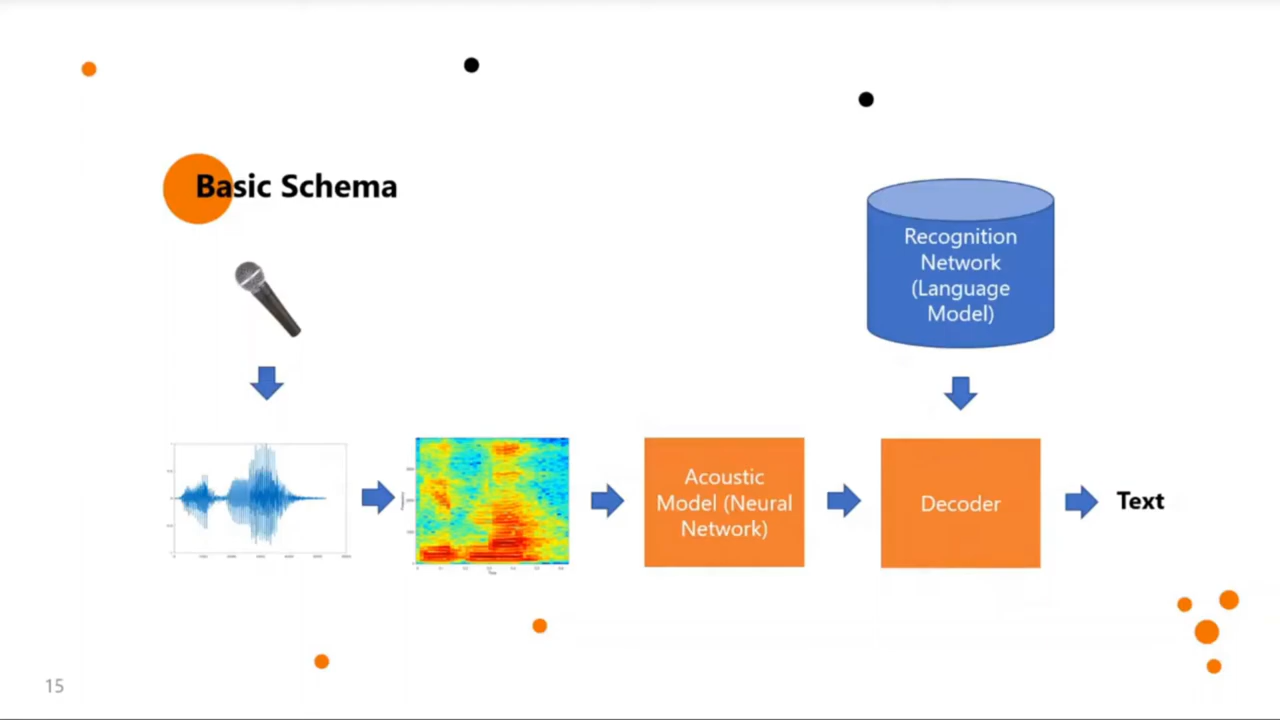 Basic Schema
Recognition
Network
(Language
Model)
Acoustic
Model (Neural
Network)
Decoder
Text
15